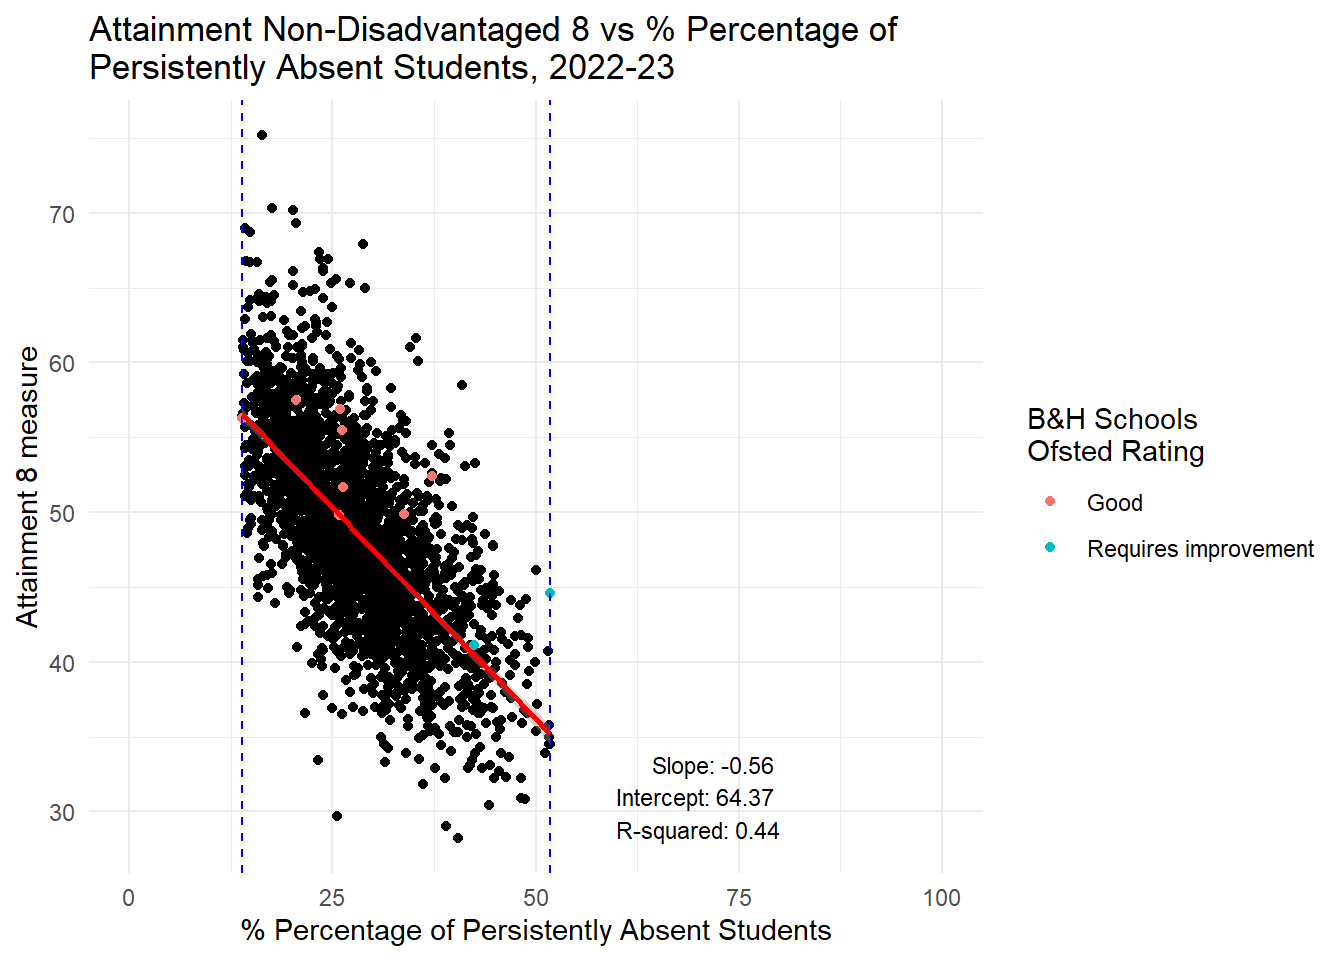 Attainment Non-Disadvantaged 8 vs % Percentage of
Persistently Absent Students, 2022-23
Attainment 8 measure
70
60
50
40
30
0
25
50
75
100
% Percentage of Persistently Absent Students
Slope: -0.56
Intercept: 64.37
R-squared: 0.44
B&H Schools
Ofsted Rating
Good
Requires improvement